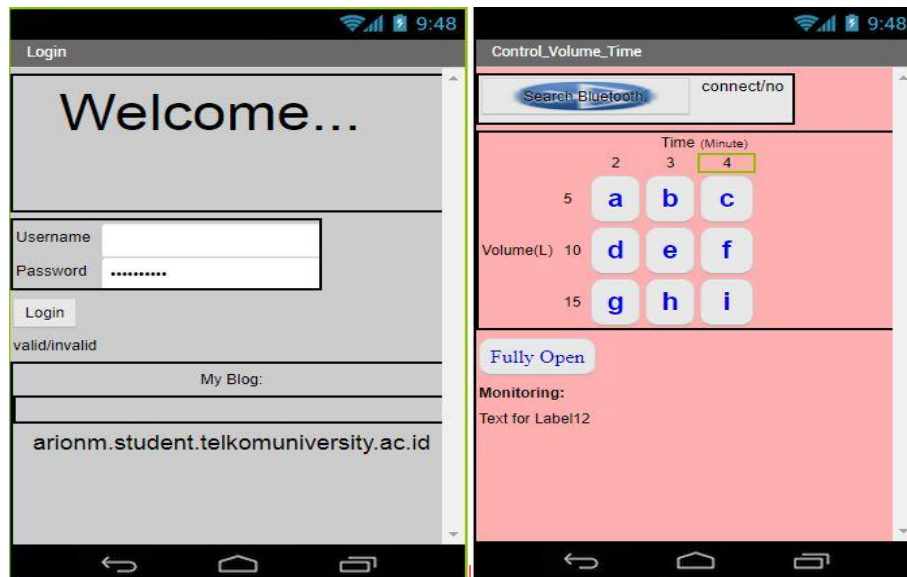 9:48
Login
Welcome...
Username
Password ••••••••••
Login
valid/invalid
My Blog:
arionm.student.telkomuniversity.ac.id
9:48
Control_Volume_Time
Search Bluetooth
connect/no
Time (Minute)
2 3 4
5 a b c
Volume(L) 10 d e f
15 g h i
Fully Open
Monitoring:
Text for Label12